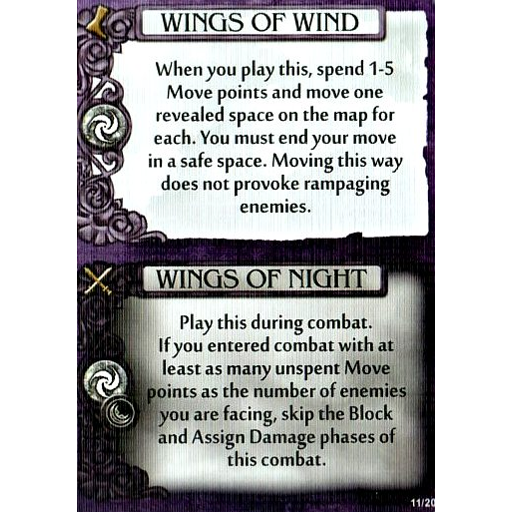 WINGS OF WIND
When you play this, spend 1-5
Move points and move one
revealed space on the map for
each. You must end your move
in a safe space. Moving this way
does not provoke rampaging
enemies.
WINGS OF NIGHT
Play this during combat.
If you entered combat with at
least as many unspent Move
points as the number of enemies
you are facing, skip the Block
and Assign Damage phases of
this combat.
11/20